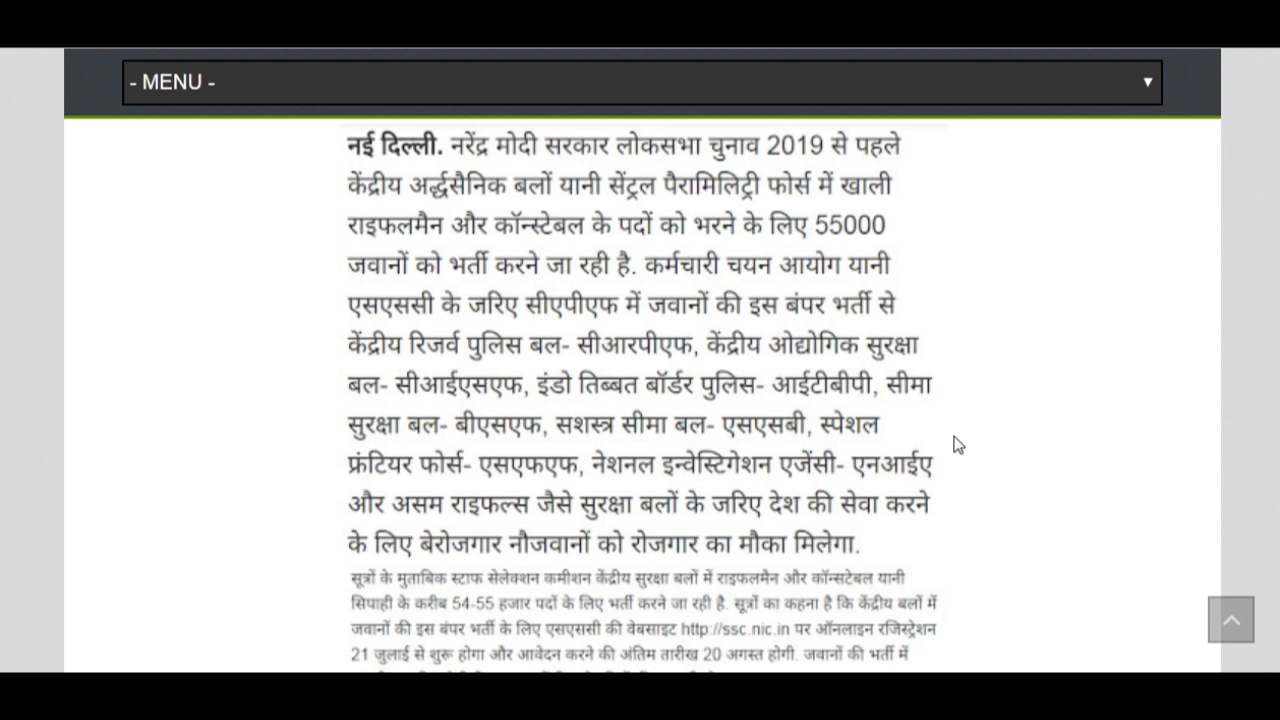 - MENU -
नई दिल्ली. नरेंद्र मोदी सरकार लोकसभा चुनाव 2019 से पहले
केंद्रीय अर्द्धसैनिक बलों यानी सेंट्रल पैरामिलिट्री फोर्स में खाली
राइफलमैन और कॉन्स्टेबल के पदों को भरने के लिए 55000
जवानों को भर्ती करने जा रही है. कर्मचारी चयन आयोग यानी
एसएससी के जरिए सीएपीएफ में जवानों की इस बंपर भर्ती से
केंद्रीय रिजर्व पुलिस बल- सीआरपीएफ, केंद्रीय ओद्योगिक सुरक्षा
बल- सीआईएसएफ, इंडो तिब्बत बॉर्डर पुलिस- आईटीबीपी, सीमा
सुरक्षा बल- बीएसएफ, सशस्त्र सीमा बल- एसएसबी, स्पेशल
फ्रंटियर फोर्स- एसएफएफ, नेशनल इन्वेस्टिगेशन एजेंसी- एनआईए
और असम राइफल्स जैसे सुरक्षा बलों के जरिए देश की सेवा करने
के लिए बेरोजगार नौजवानों को रोजगार का मौका मिलेगा.
सूत्रों के मुताबिक स्टाफ सेलेक्शन कमीशन केंद्रीय सुरक्षा बलों में राइफलमैन और कॉन्सटेबल यानी
सिपाही के करीब 54-55 हजार पदों के लिए भर्ती करने जा रही है. सूत्रों का कहना है कि केंद्रीय बलों में
जवानों की इस बंपर भर्ती के लिए एसएससी की वेबसाइट http://ssc.nic.in पर ऑनलाइन रजिस्ट्रेशन
21 जुलाई से शुरू होगा और आवेदन करने की अंतिम तारीख 20 अगस्त होगी. जवानों की भर्ती में